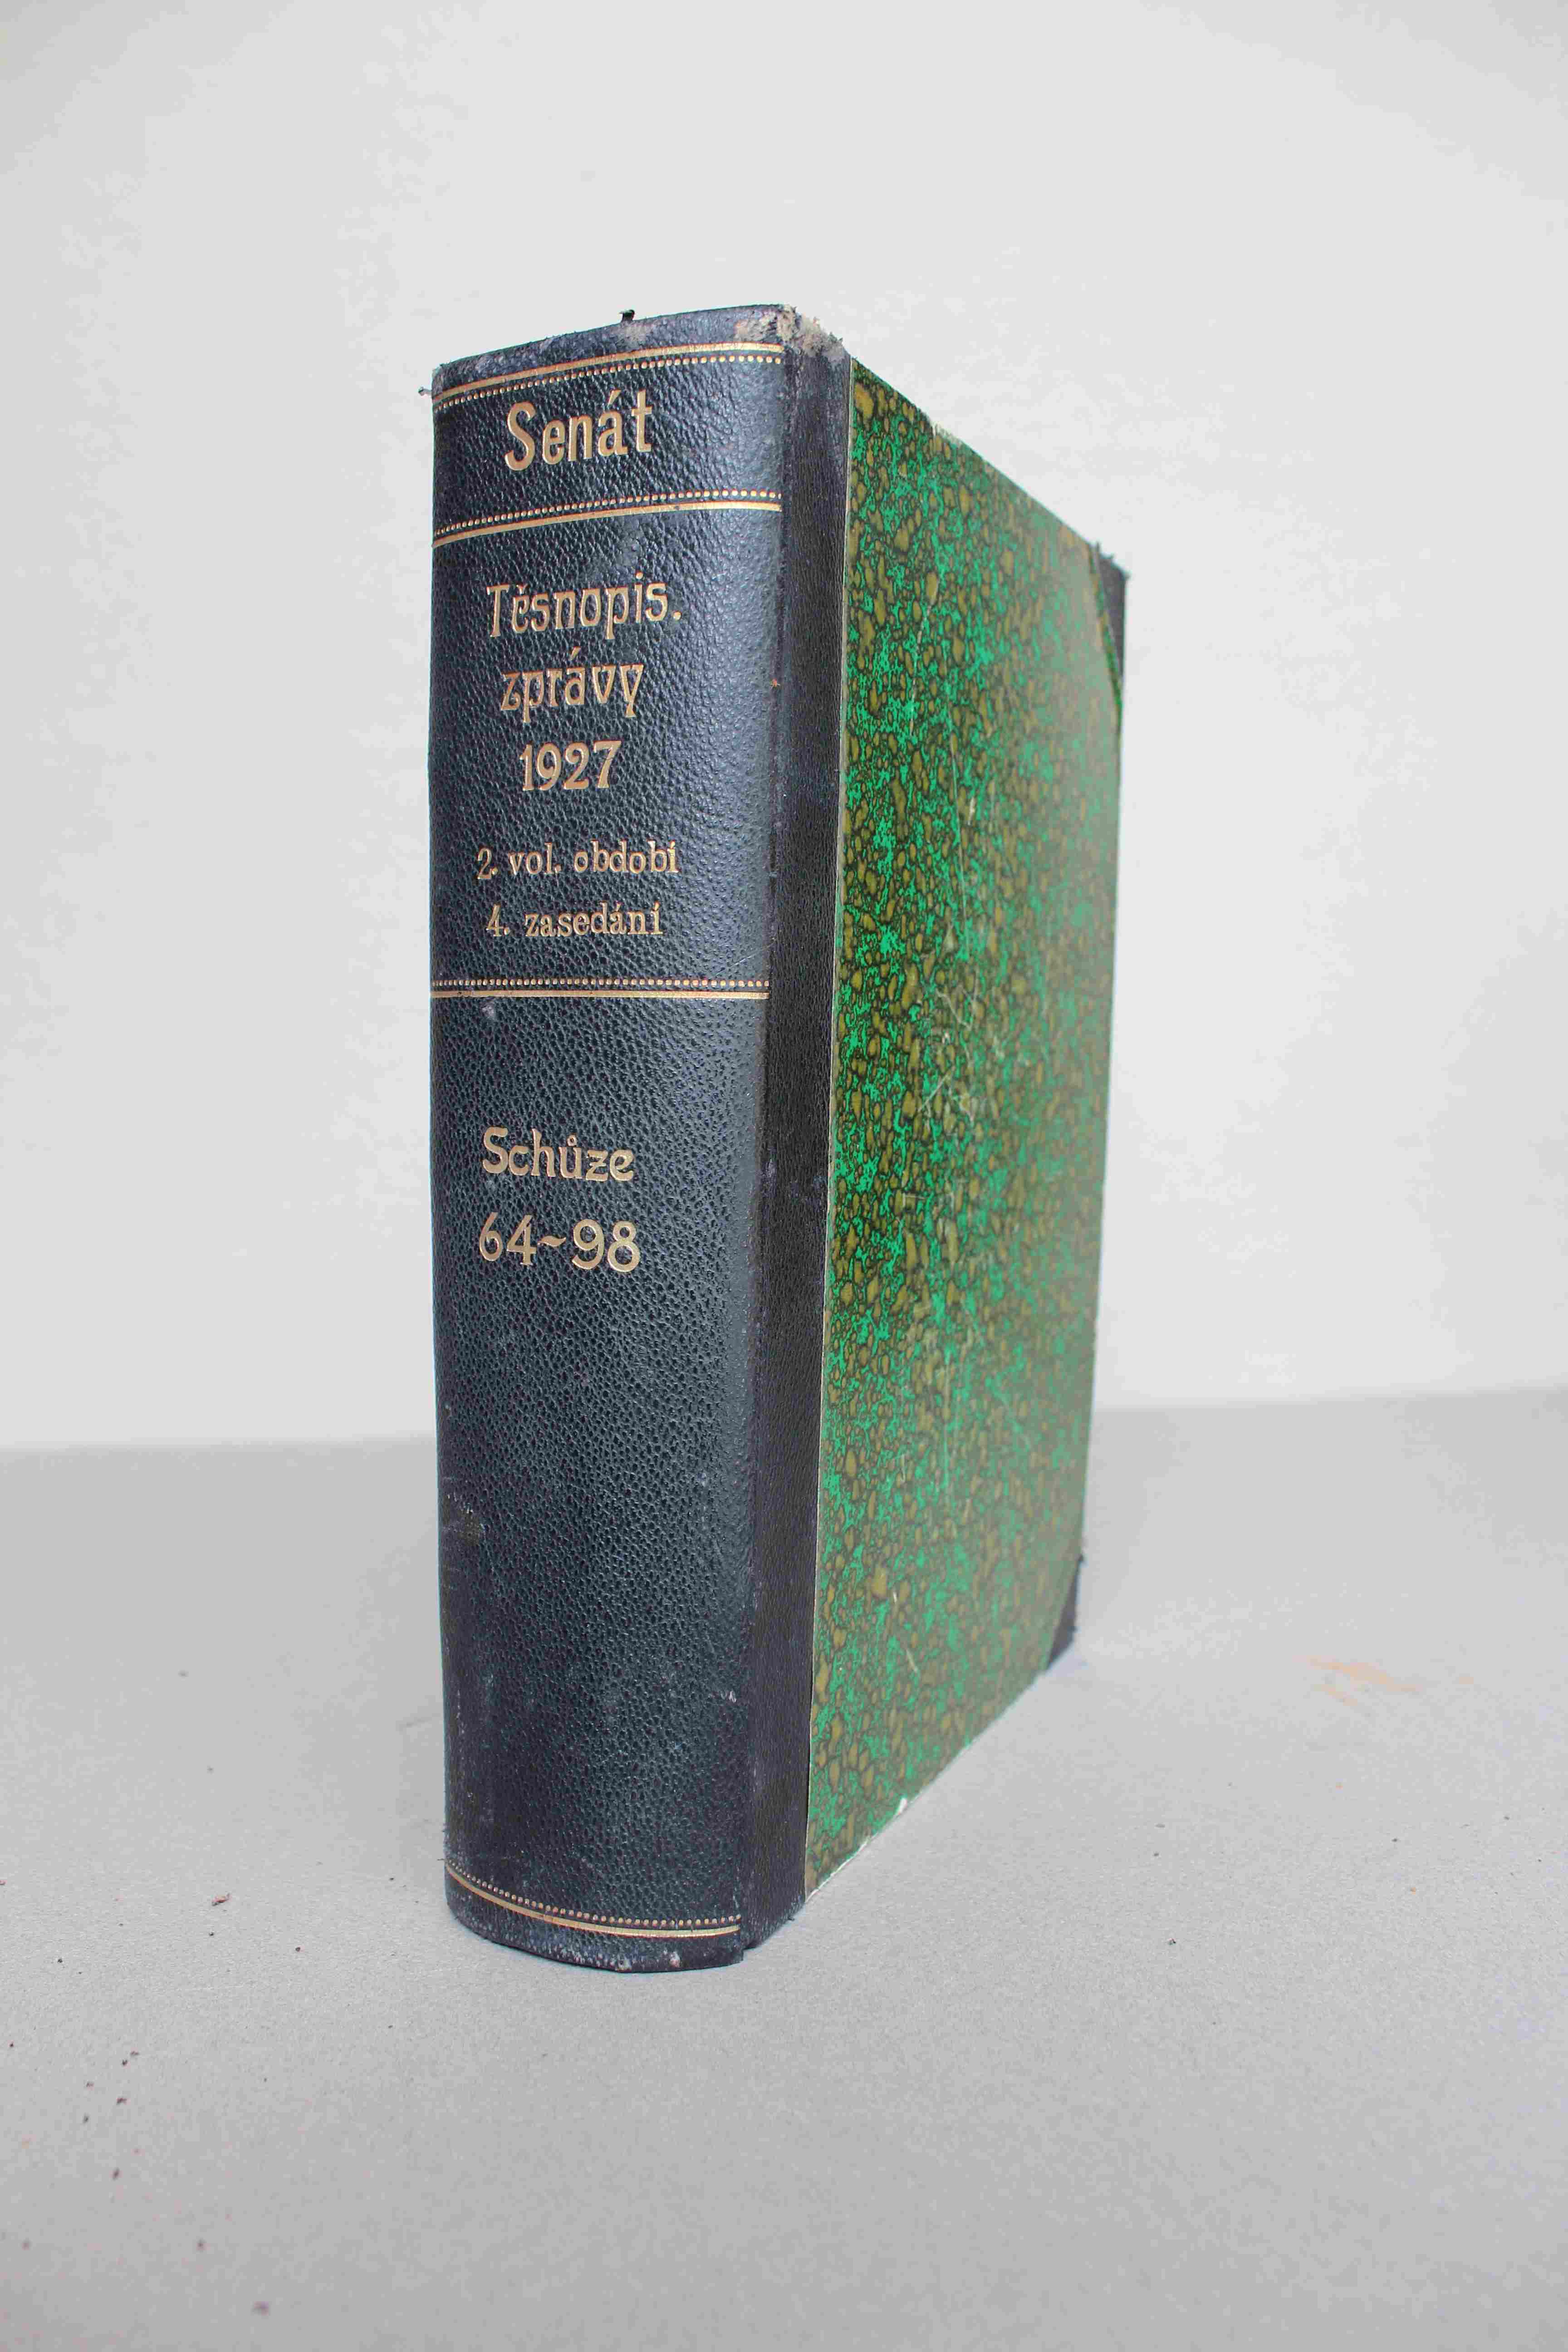 Senát
Těsnopis.
zprávy
1927
2. vol. období
4. zasedání
Schůze
64~98